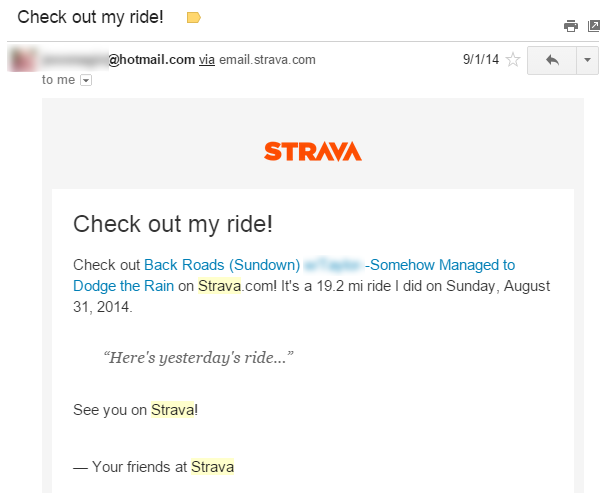 Check out my ride!
@hotmail.com via email.strava.com 9/1/14
to me
STRAVA
Check out my ride!
Check out Back Roads (Sundown) -Somehow Managed to
Dodge the Rain on Strava.com! It's a 19.2 mi ride I did on Sunday, August
31, 2014.
“Here's yesterday's ride...”
See you on Strava!
— Your friends at Strava